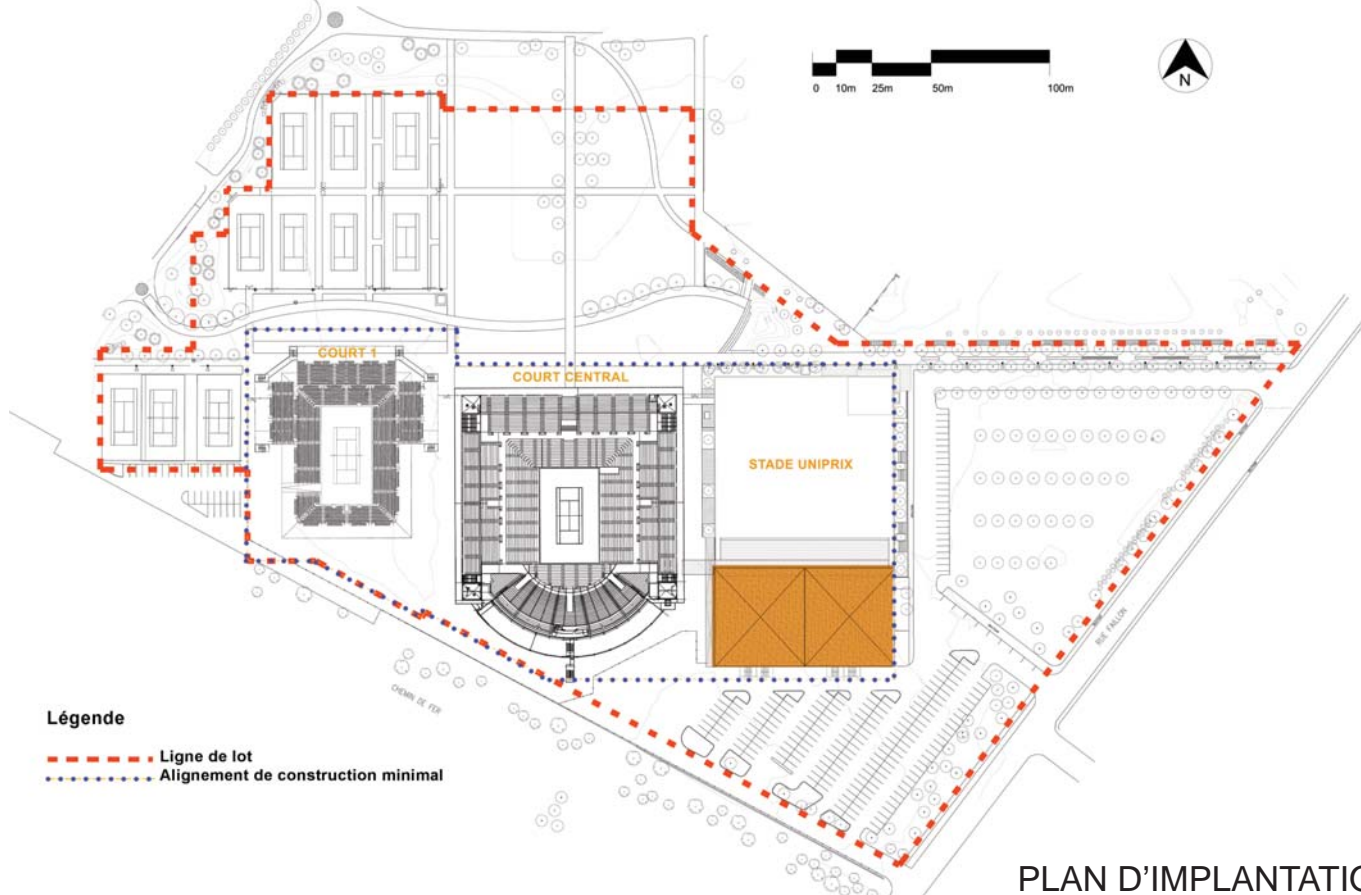 0 10m 25m 50m 100m
N
COURT 1
COURT CENTRAL
STADE UNIPRIX
RUE FAILLON
CHEMIN DE FER
Légende
Ligne de lot
Alignement de construction minimal
PLAN D'IMPLANTATIO